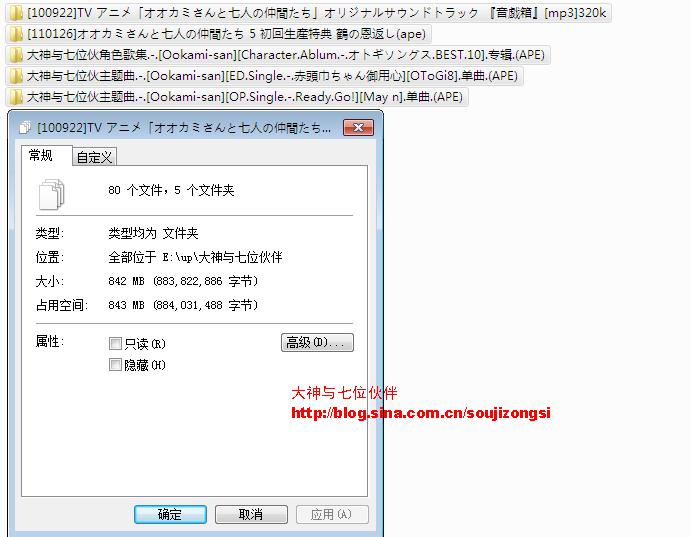 [100922]TV アニメ「オオカミさんと七人の仲間たち」オリジナルサウンドトラック 『音戯箱』[mp3]320k
[110126]オオカミさんと七人の仲間たち 5 初回生産特典 鶴の恩返し(ape)
大神与七位伙角色歌集.-.[Ookami-san][Character.Ablum.-.オトギソングス.BEST.10].专辑.(APE)
大神与七位伙主题曲.-.[Ookami-san][ED.Single.-.赤頭巾ちゃん御用心][OToGi8].单曲.(APE)
大神与七位伙主题曲.-.[Ookami-san][OP.Single.-.Ready.Go!][May n].单曲.(APE)
[100922]TV アニメ「オオカミさんと七人の仲間たち...
常规 自定义
80 个文件，5 个文件夹
类型: 类型均为 文件夹
位置: 全部位于 E:\up\大神与七位伙伴
大小: 842 MB (883,822,886 字节)
占用空间: 843 MB (884,031,488 字节)
属性: 只读(R) 高级(D)...
隐藏(H)
大神与七位伙伴
http://blog.sina.com.cn/soujizongsi
确定 取消 应用(A)